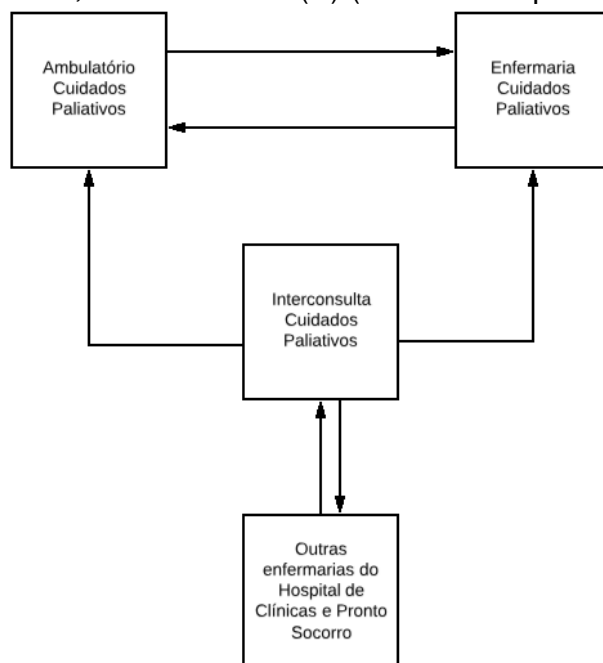 Ambulatório
Cuidados
Paliativos
Enfermaria
Cuidados
Paliativos
Interconsulta
Cuidados
Paliativos
Outras
enfermarias do
Hospital de
Clínicas e Pronto
Socorro